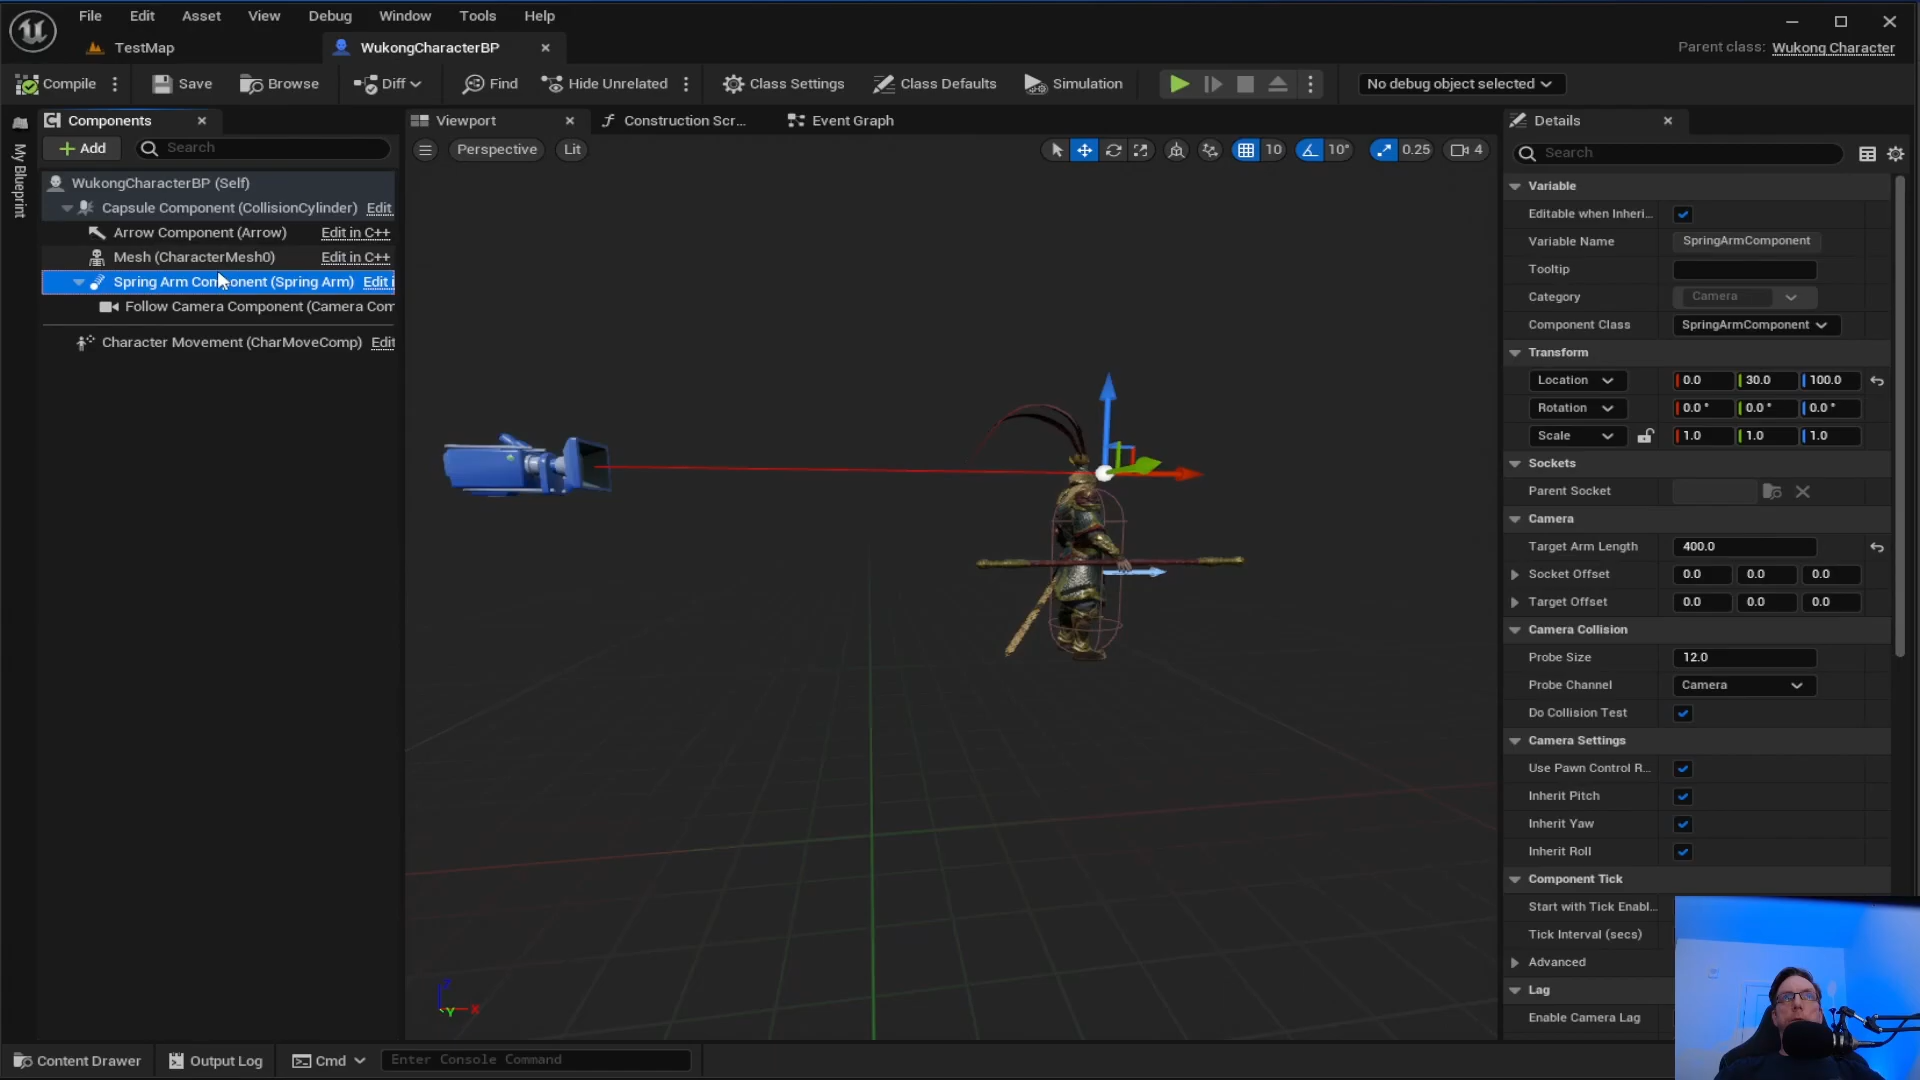 File Edit Asset View Debug Window Tools Help
TestMap WukongCharacterBP Parent class: Wukong Character
Compile Save Browse Diff Find Hide Unrelated Class Settings Class Defaults Simulation No debug object selected
Components Viewport Construction Scr... Event Graph Details
Add Search Perspective Lit 10 10° 0.25 4 Search
My Blueprint
WukongCharacterBP (Self)
Capsule Component (CollisionCylinder) Edit
Arrow Component (Arrow) Edit in C++
Mesh (CharacterMesh0) Edit in C++
Spring Arm Component (Spring Arm) Edit i
Follow Camera Component (Camera Com
Character Movement (CharMoveComp) Edit
Variable
Editable when Inheri...
Variable Name SpringArmComponent
Tooltip
Category Camera
Component Class SpringArmComponent
Transform
Location 0.0 30.0 100.0
Rotation 0.0 ° 0.0 ° 0.0 °
Scale 1.0 1.0 1.0
Sockets
Parent Socket
Camera
Target Arm Length 400.0
Socket Offset 0.0 0.0 0.0
Target Offset 0.0 0.0 0.0
Camera Collision
Probe Size 12.0
Probe Channel Camera
Do Collision Test
Camera Settings
Use Pawn Control R...
Inherit Pitch
Inherit Yaw
Inherit Roll
Component Tick
Start with Tick Enabl...
Tick Interval (secs)
Advanced
Lag
Enable Camera Lag
Y X
Content Drawer Output Log Cmd Enter Console Command